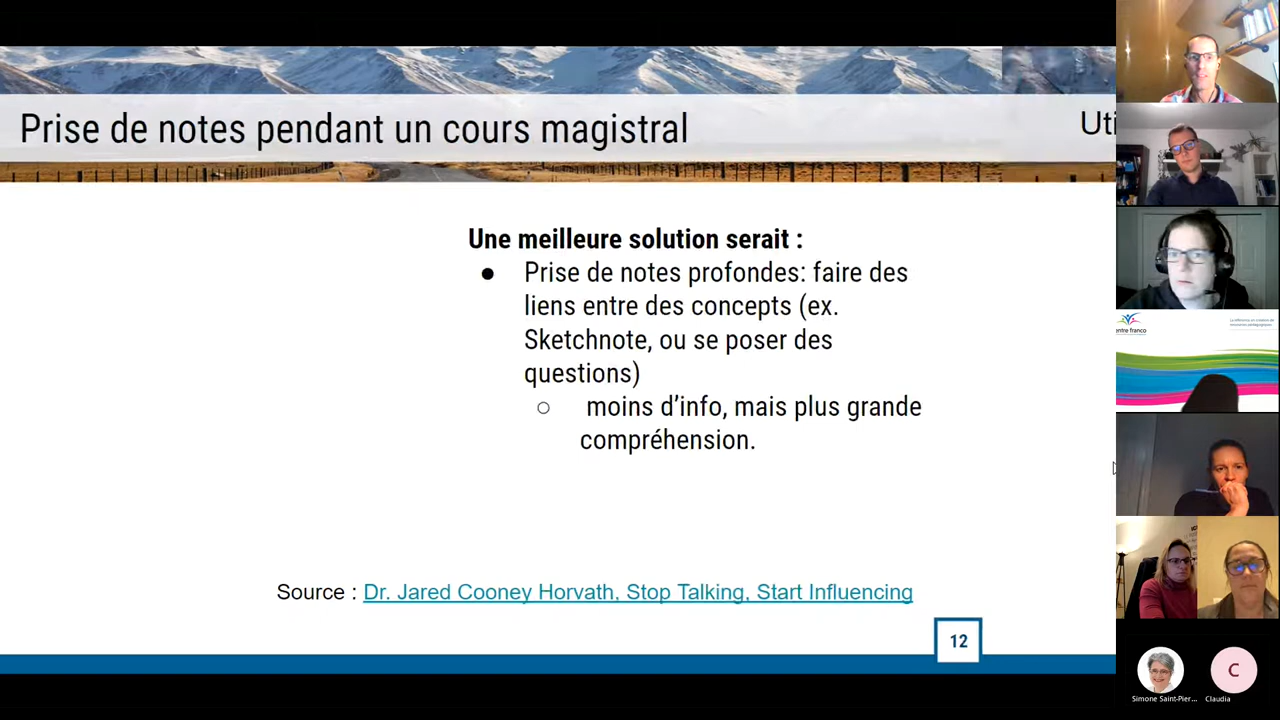 Prise de notes pendant un cours magistral
Uti
Une meilleure solution serait :
● Prise de notes profondes: faire des
liens entre des concepts (ex.
Sketchnote, ou se poser des
questions)
○ moins d’info, mais plus grande
compréhension.
Source : Dr. Jared Cooney Horvath, Stop Talking, Start Influencing
12
entre franco
C
Simone Saint-Pier...
Claudia